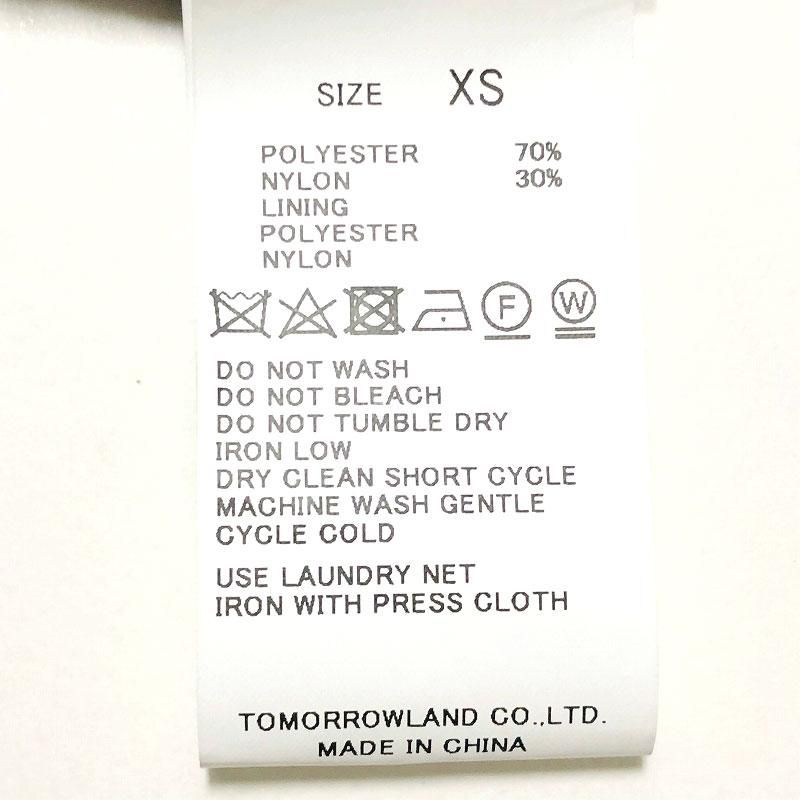 SIZE XS
POLYESTER 70%
NYLON 30%
LINING
POLYESTER
NYLON
F W
DO NOT WASH
DO NOT BLEACH
DO NOT TUMBLE DRY
IRON LOW
DRY CLEAN SHORT CYCLE
MACHINE WASH GENTLE
CYCLE COLD
USE LAUNDRY NET
IRON WITH PRESS CLOTH
TOMORROWLAND CO.,LTD.
MADE IN CHINA